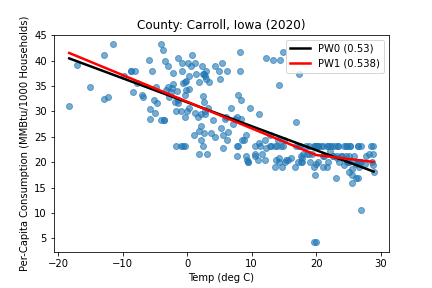 County: Carroll, Iowa (2020)
PW0 (0.53)
PW1 (0.538)
Per-Capita Consumption (MMBtu/1000 Households)
45
40
35
30
25
20
15
10
5
−20 −10 0 10 20 30
Temp (deg C)